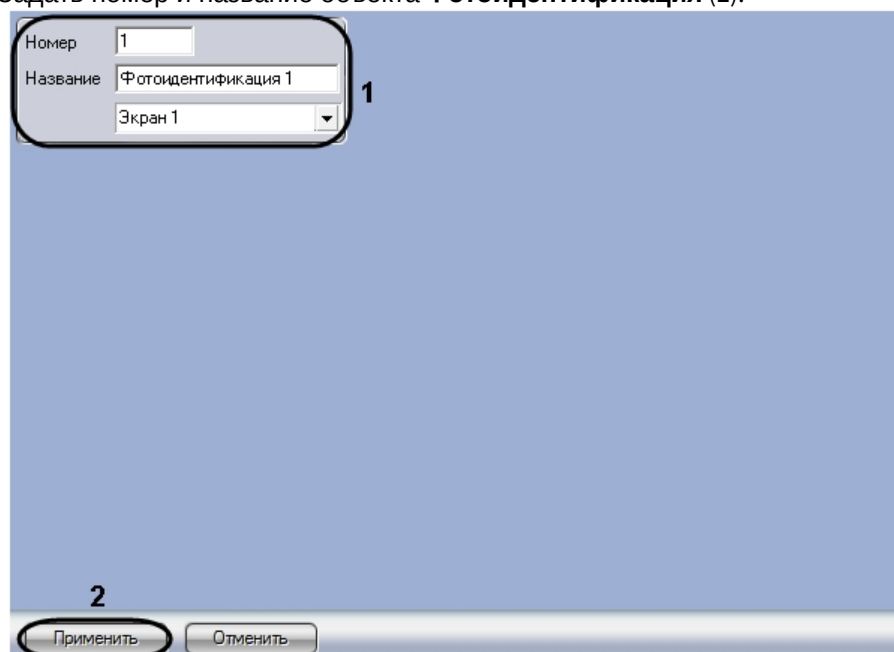 Задать номер и название объекта Фотоидентификация (1).
Номер 1
Название Фотоидентификация 1
Экран 1
1
2
Применить Отменить